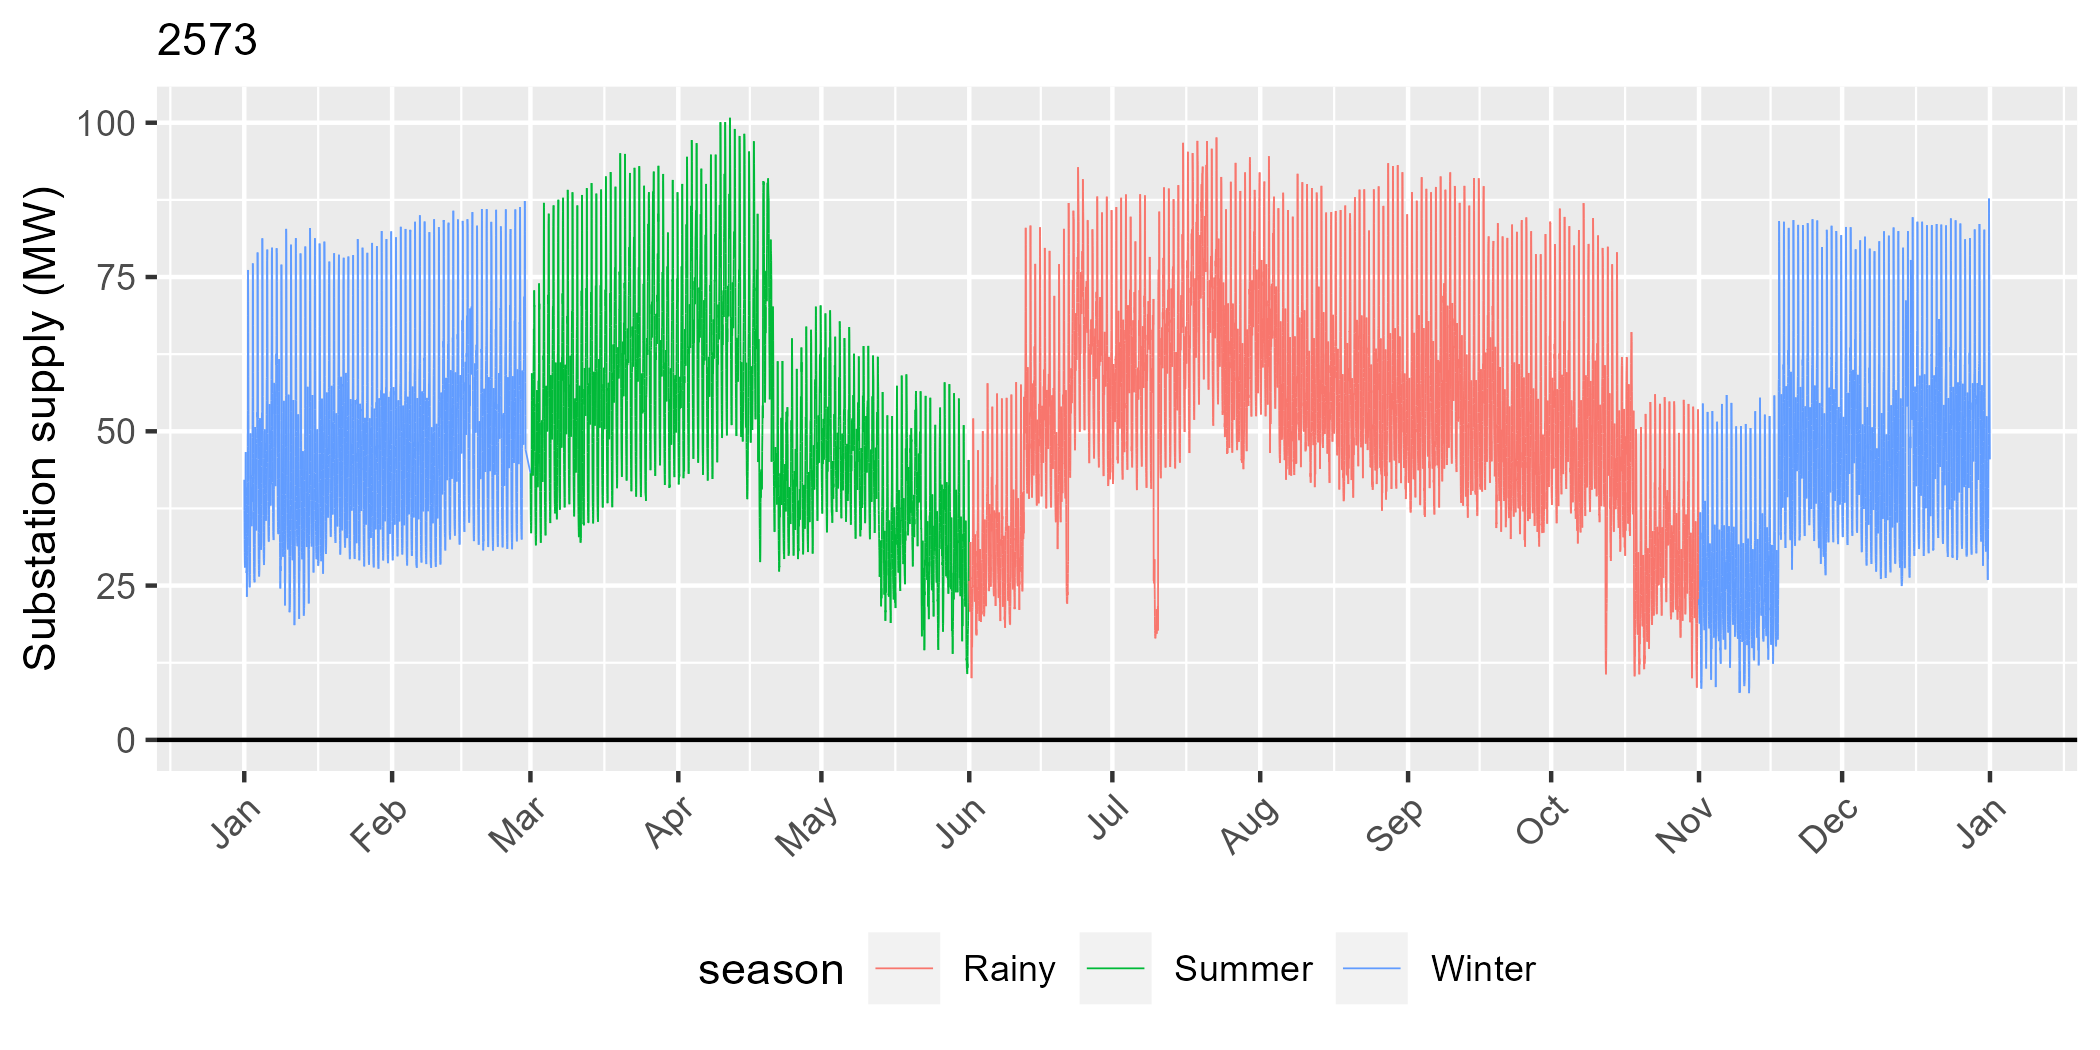 2573
Substation supply (MW)
100
75
50
25
0
Jan Feb Mar Apr May Jun Jul Aug Sep Oct Nov Dec Jan
season Rainy Summer Winter